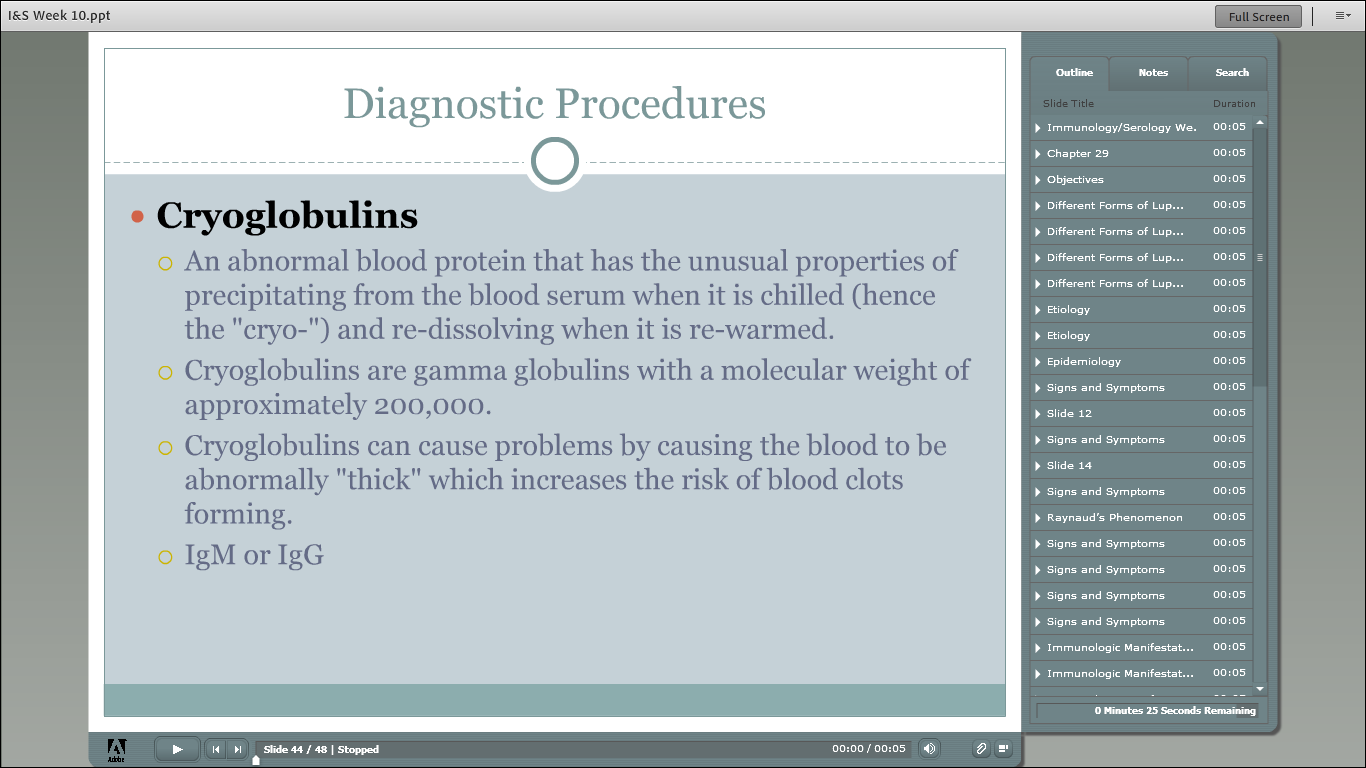 I&S Week 10.ppt
Full Screen
Diagnostic Procedures
Cryoglobulins
An abnormal blood protein that has the unusual properties of
precipitating from the blood serum when it is chilled (hence
the "cryo-") and re-dissolving when it is re-warmed.
Cryoglobulins are gamma globulins with a molecular weight of
approximately 200,000.
Cryoglobulins can cause problems by causing the blood to be
abnormally "thick" which increases the risk of blood clots
forming.
IgM or IgG
Outline Notes Search
Slide Title Duration
Immunology/Serology We. 00:05
Chapter 29 00:05
Objectives 00:05
Different Forms of Lup... 00:05
Different Forms of Lup... 00:05
Different Forms of Lup... 00:05
Different Forms of Lup... 00:05
Etiology 00:05
Etiology 00:05
Epidemiology 00:05
Signs and Symptoms 00:05
Slide 12 00:05
Signs and Symptoms 00:05
Slide 14 00:05
Signs and Symptoms 00:05
Raynaud’s Phenomenon 00:05
Signs and Symptoms 00:05
Signs and Symptoms 00:05
Signs and Symptoms 00:05
Signs and Symptoms 00:05
Immunologic Manifestat... 00:05
Immunologic Manifestat... 00:05
0 Minutes 25 Seconds Remaining
Adobe
Slide 44 / 48 | Stopped 00:00 / 00:05